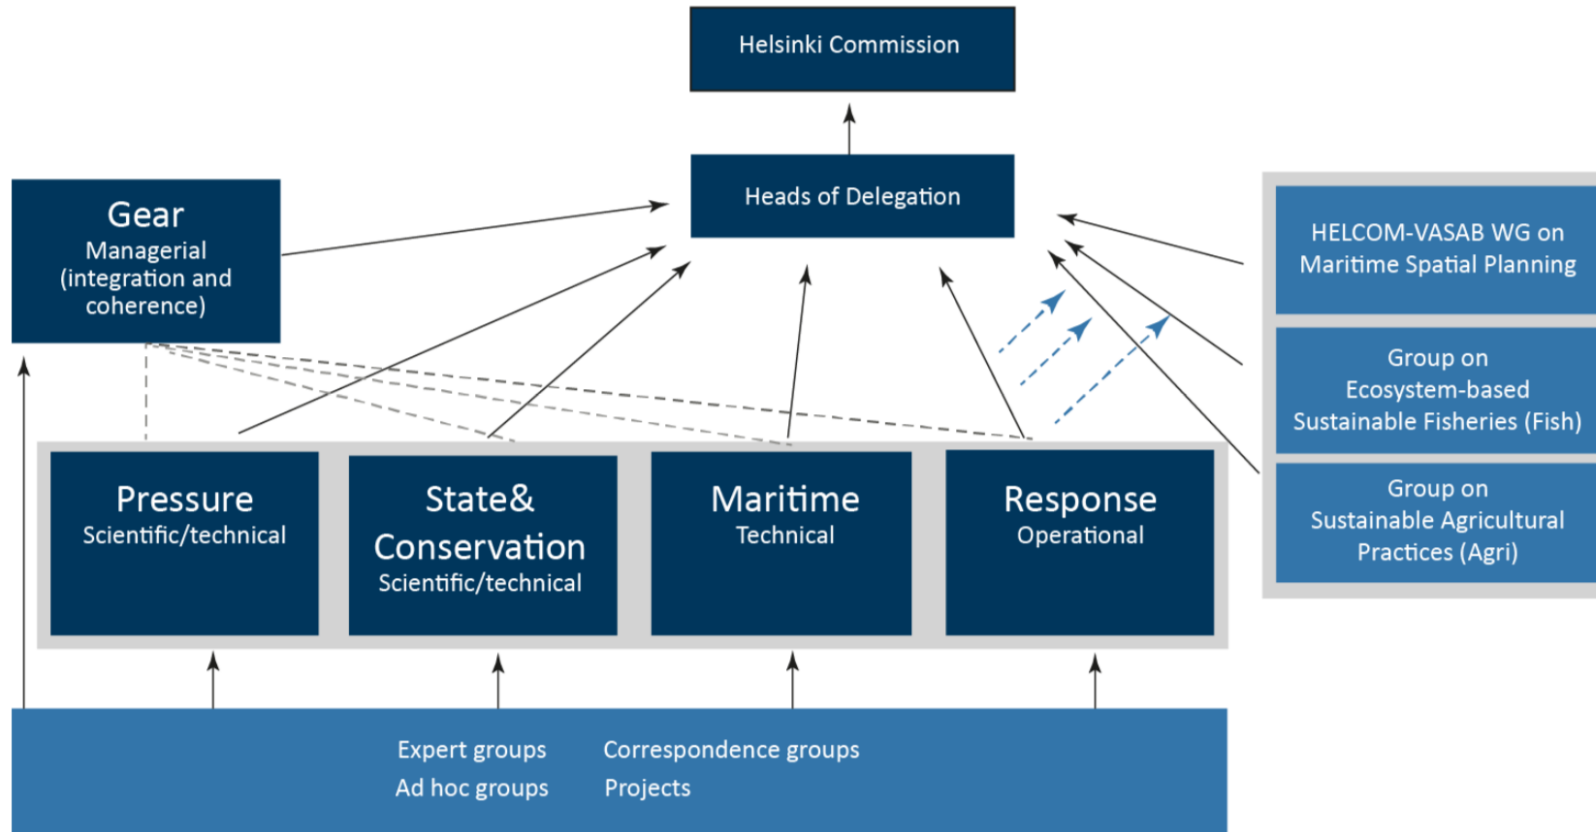 Helsinki Commission
Heads of Delegation
Gear
Managerial
(integration and
coherence)
HELCOM-VASAB WG on
Maritime Spatial Planning
Group on
Ecosystem-based
Sustainable Fisheries (Fish)
Group on
Sustainable Agricultural
Practices (Agri)
Pressure
Scientific/technical
State&
Conservation
Scientific/technical
Maritime
Technical
Response
Operational
Expert groups
Correspondence groups
Ad hoc groups
Projects